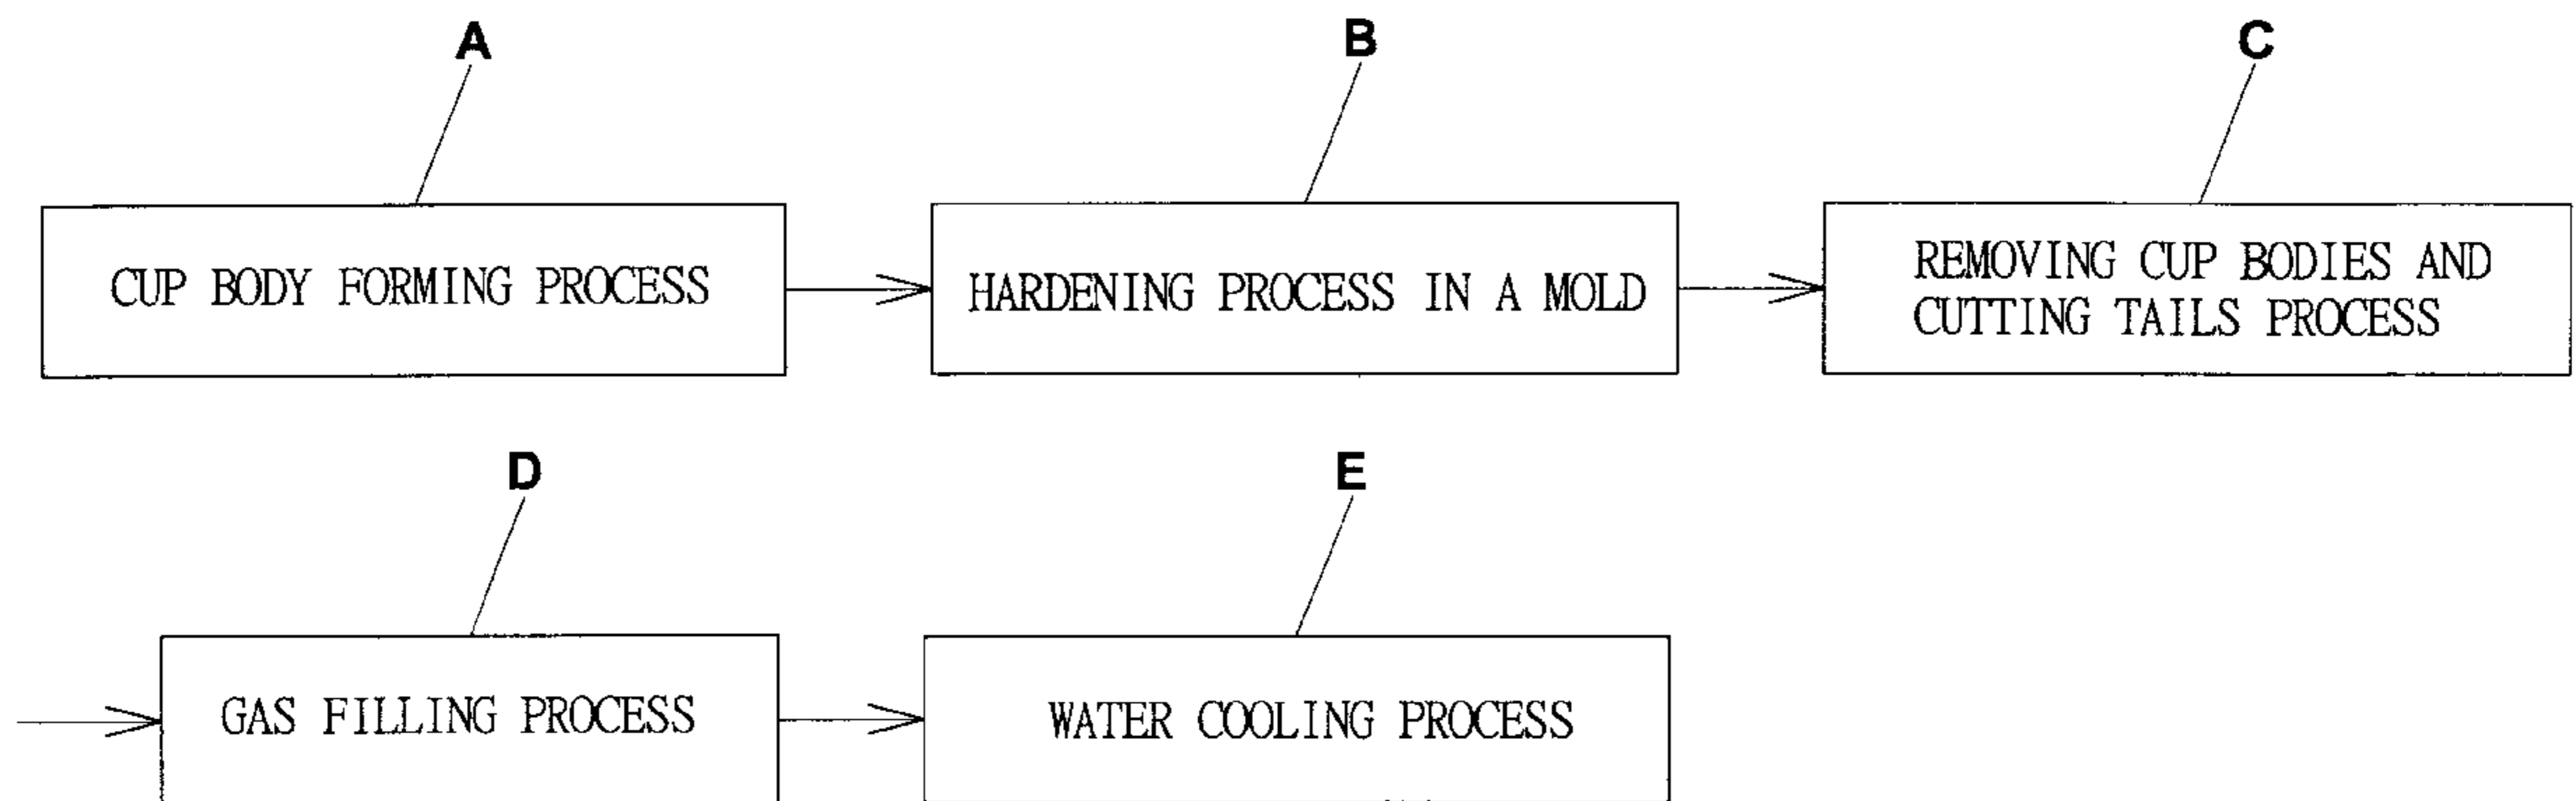 A
B
C
CUP BODY FORMING PROCESS
HARDENING PROCESS IN A MOLD
REMOVING CUP BODIES AND
CUTTING TAILS PROCESS
D
E
GAS FILLING PROCESS
WATER COOLING PROCESS